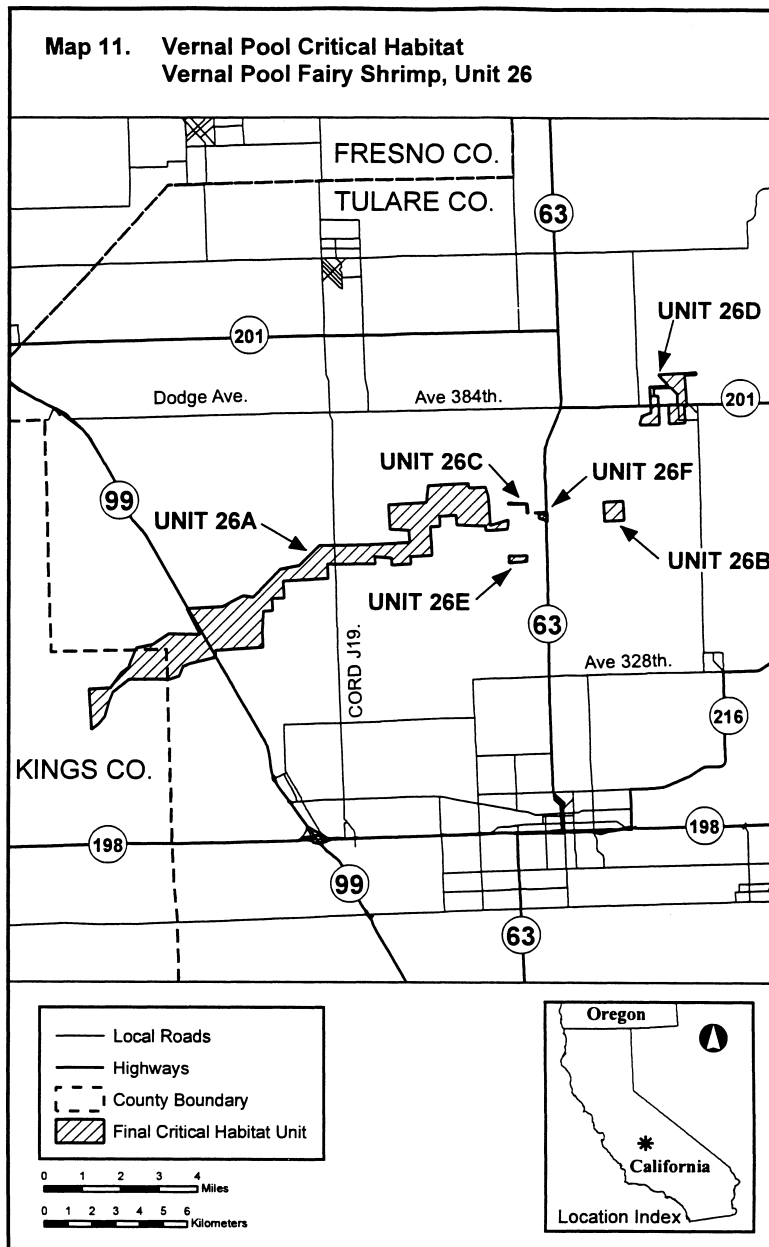 Map 11. Vernal Pool Critical Habitat
Vernal Pool Fairy Shrimp, Unit 26
FRESNO CO.
TULARE CO.
63
UNIT 26D
201
Dodge Ave.
Ave 384th.
201
UNIT 26C
UNIT 26F
99
UNIT 26A
UNIT 26B
UNIT 26E
63
CORD J19.
Ave 328th.
216
KINGS CO.
198
198
99
63
Local Roads
Highways
County Boundary
Final Critical Habitat Unit
0 1 2 3 4
Miles
0 1 2 3 4 5 6
Kilometers
Oregon
California
Location Index